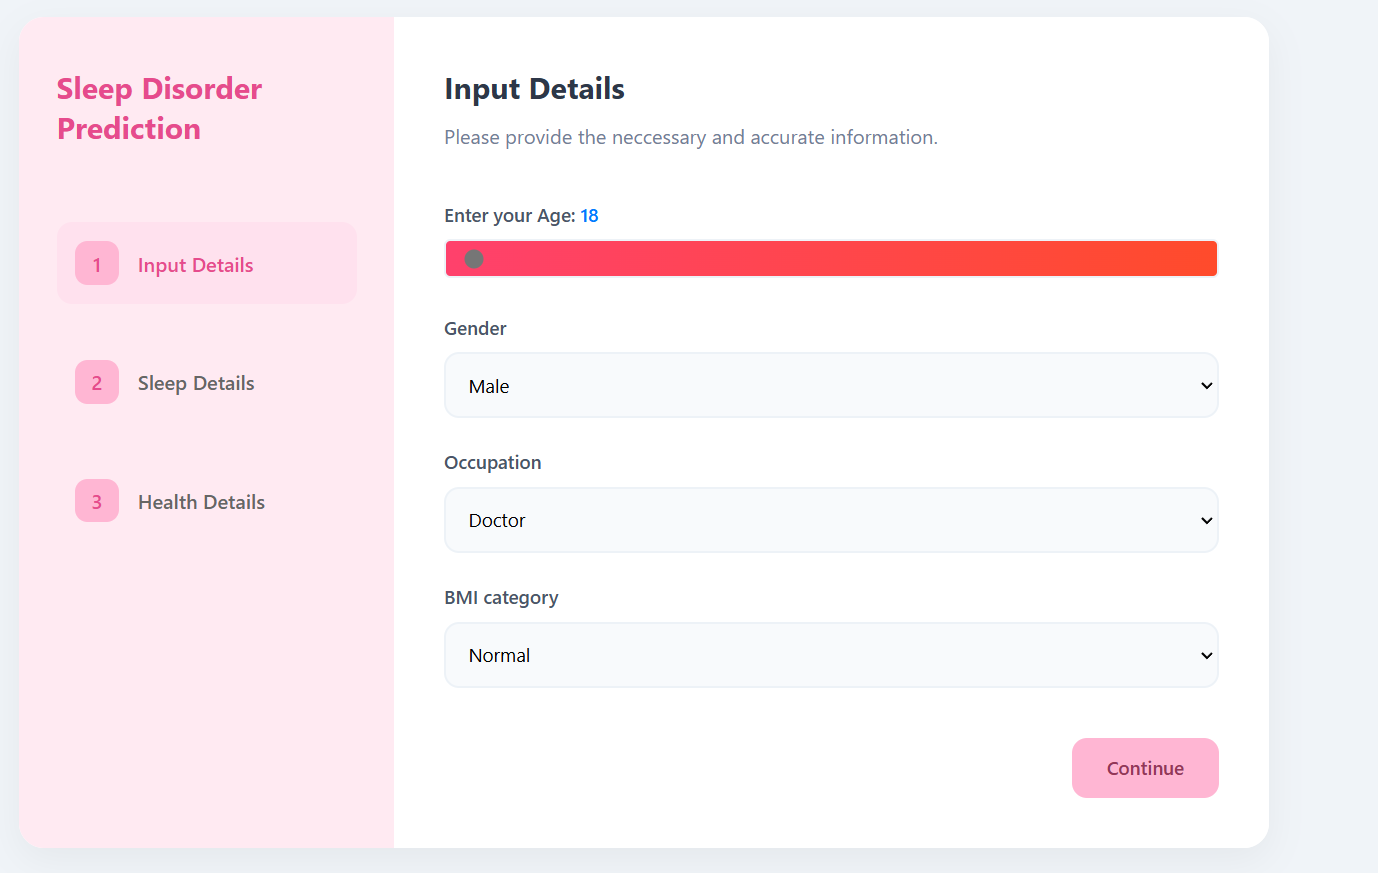 Sleep Disorder
Prediction
1 Input Details
2 Sleep Details
3 Health Details
Input Details
Please provide the neccessary and accurate information.
Enter your Age: 18
Gender
Male
Occupation
Doctor
BMI category
Normal
Continue